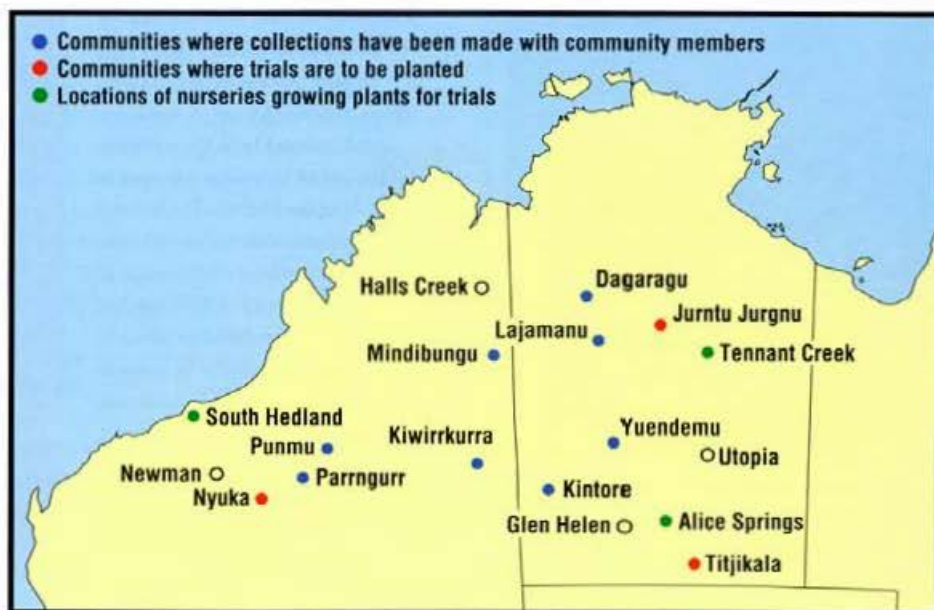 Communities where collections have been made with community members
Communities where trials are to be planted
Locations of nurseries growing plants for trials
Halls Creek
Dagaragu
Jurntu Jurgnu
Lajamanu
Mindibungu
Tennant Creek
South Hedland
Punmu
Kiwirrkurra
Yuendemu
Utopia
Newman
Parrngurr
Nyuka
Kintore
Glen Helen
Alice Springs
Titjikala